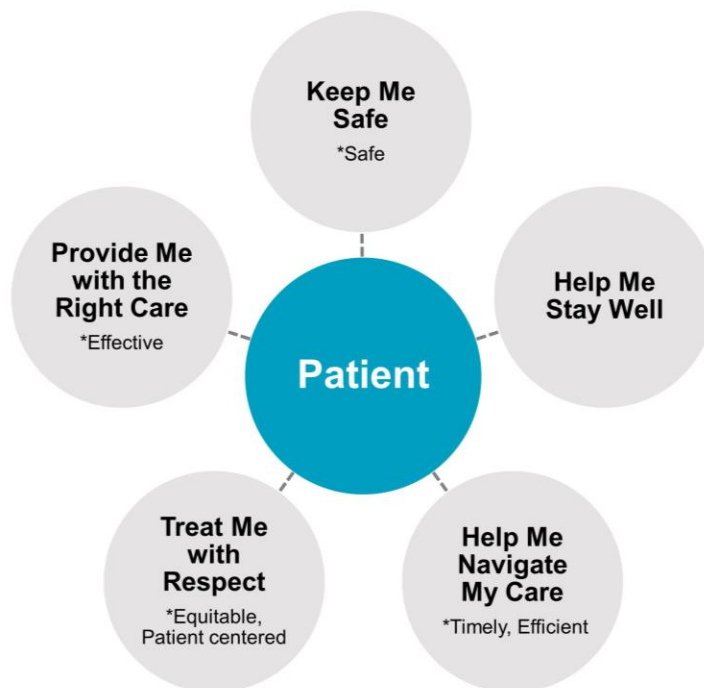 Keep Me
Safe
*Safe
Provide Me
with the
Right Care
*Effective
Help Me
Stay Well
Patient
Treat Me
with
Respect
*Equitable,
Patient centered
Help Me
Navigate
My Care
*Timely, Efficient